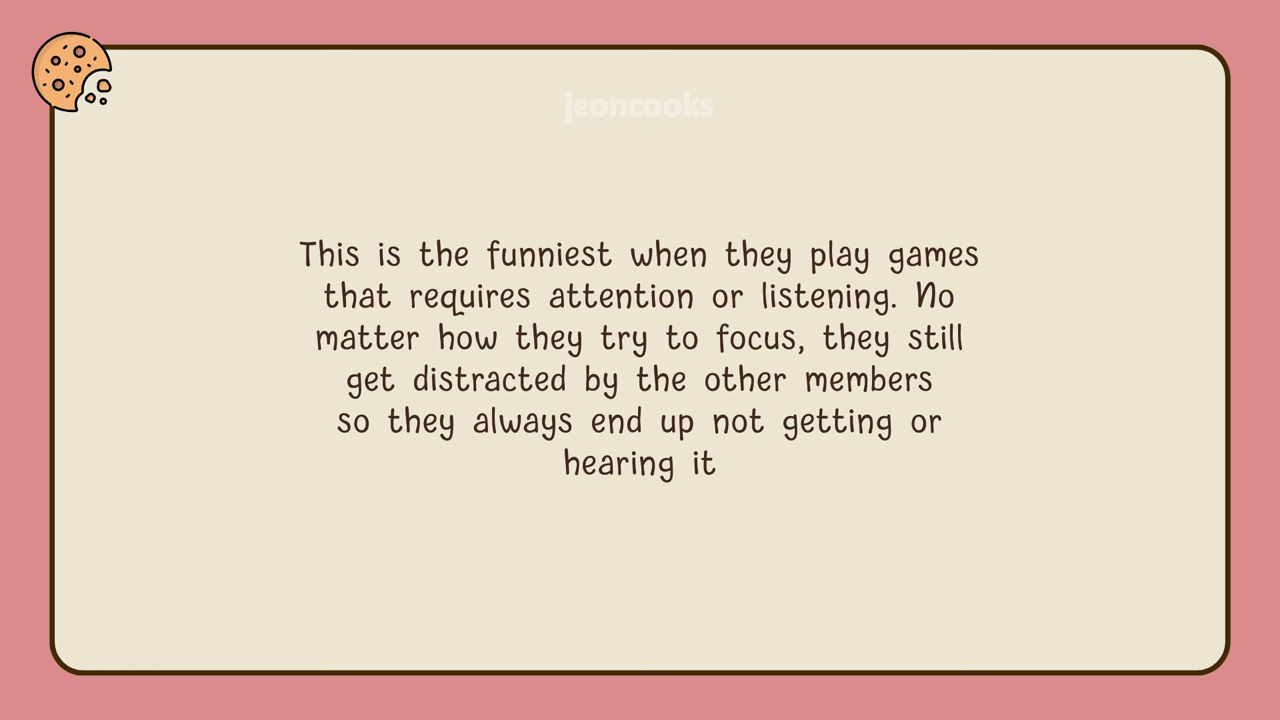 jeoncooks
This is the funniest when they play games
that requires attention or listening. No
matter how they try to focus, they still
get distracted by the other members
so they always end up not getting or
hearing it